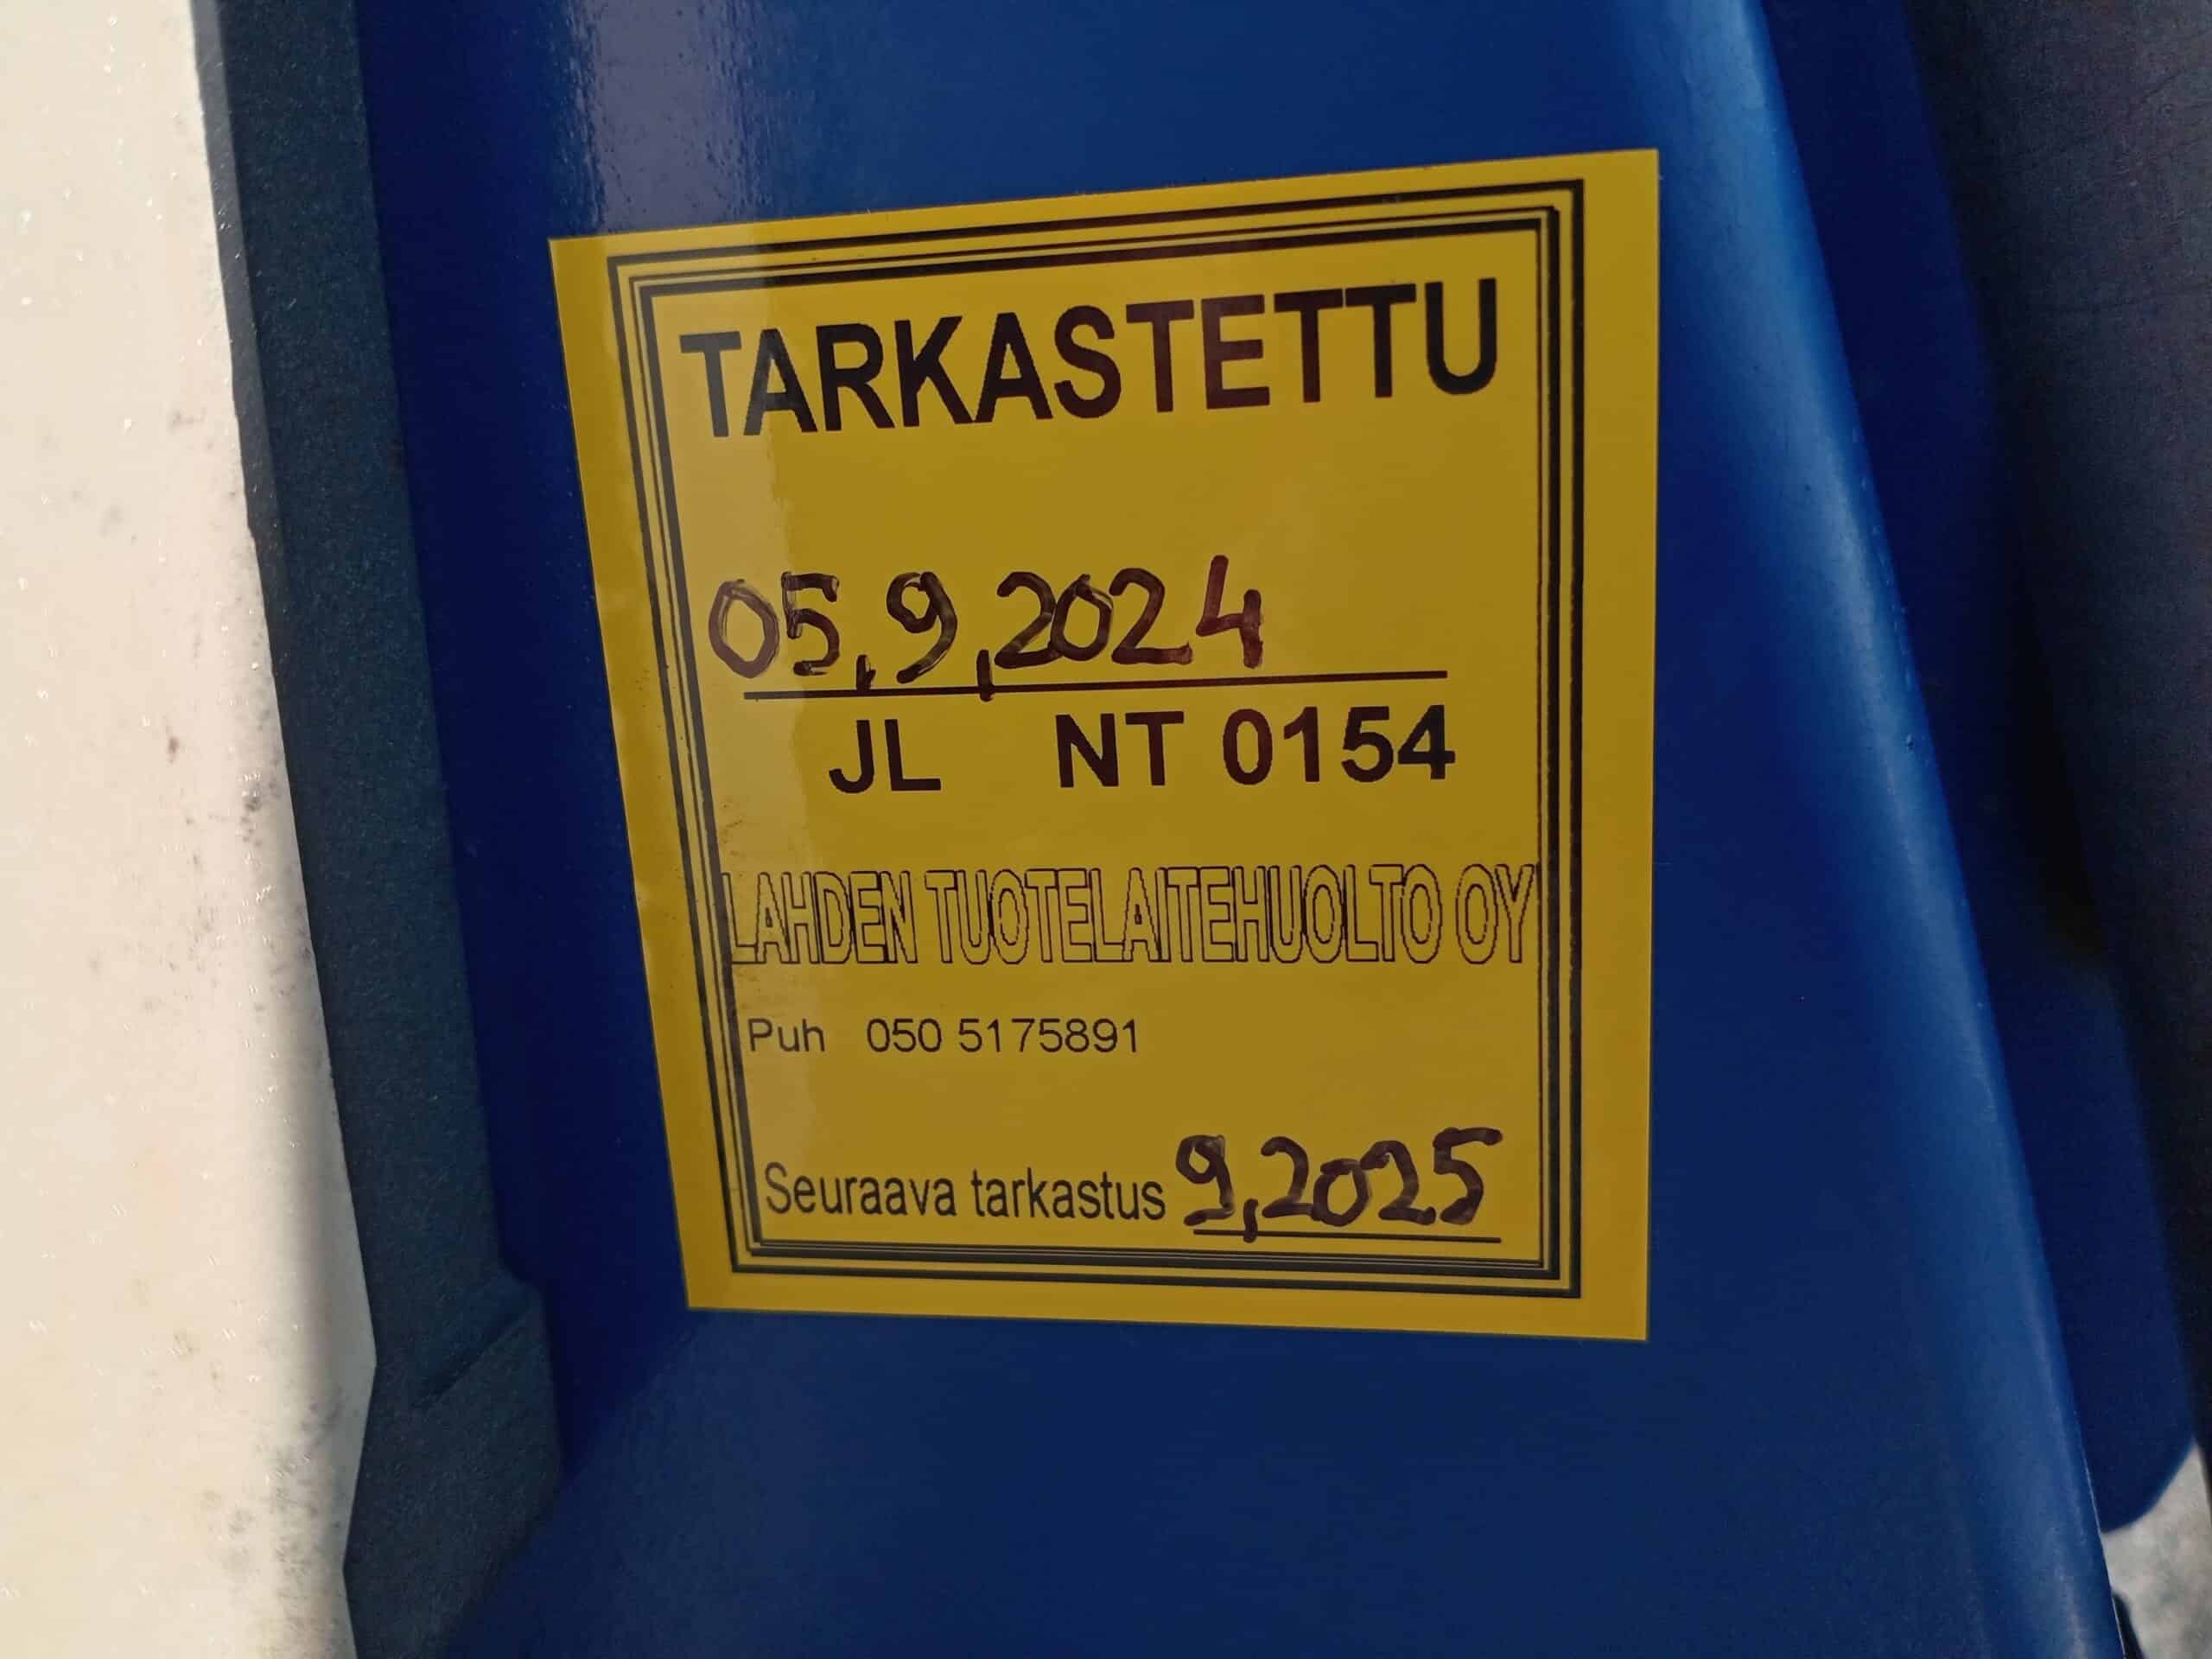 TARKASTETTU
05.9.2024
JL NT 0154
LAHDEN TUOTELAITEHUOLTO OY
Puh 050 5175891
Seuraava tarkastus 9.2025